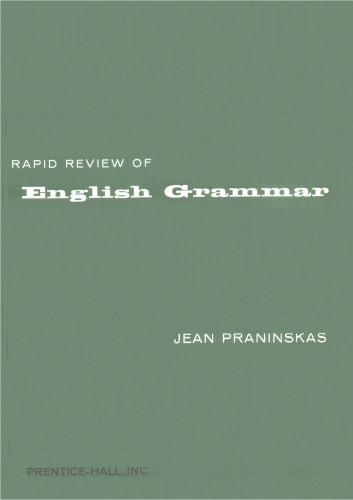 RAPID REVIEW OF
English Grammar
JEAN PRANINSKAS
PRENTICE-HALL, INC.